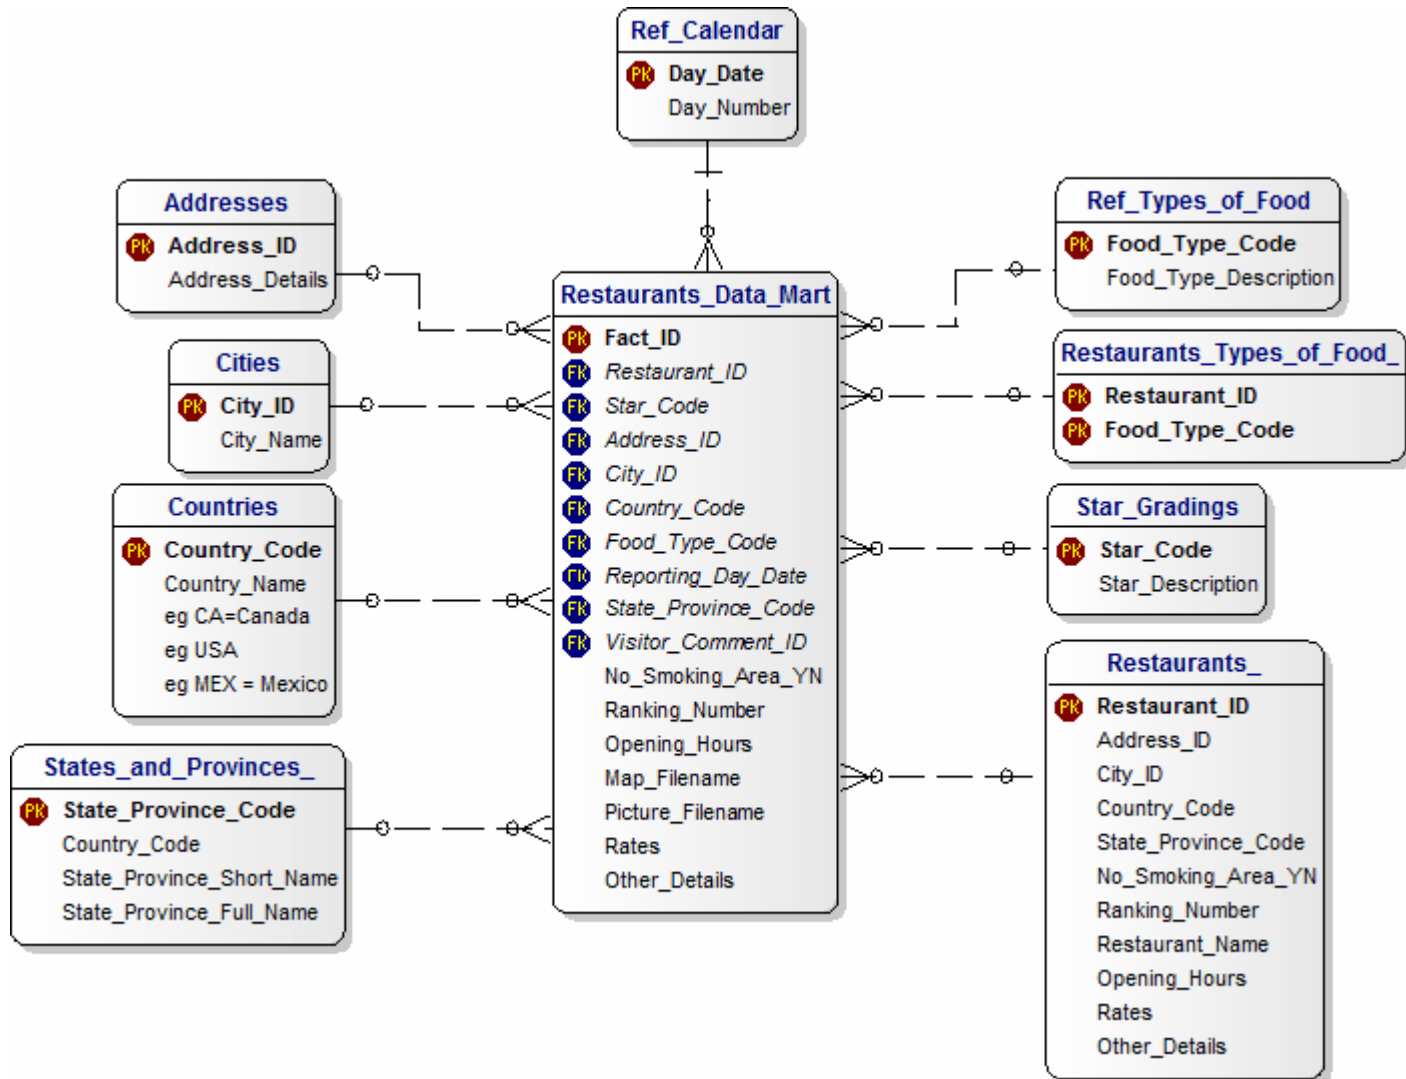 Ref_Calendar
PK Day_Date
Day_Number
Addresses
PK Address_ID
Address_Details
Cities
PK City_ID
City_Name
Countries
PK Country_Code
Country_Name
eg CA=Canada
eg USA
eg MEX = Mexico
States_and_Provinces_
PK State_Province_Code
Country_Code
State_Province_Short_Name
State_Province_Full_Name
Restaurants_Data_Mart
PK Fact_ID
FK Restaurant_ID
FK Star_Code
FK Address_ID
FK City_ID
FK Country_Code
FK Food_Type_Code
FK Reporting_Day_Date
FK State_Province_Code
FK Visitor_Comment_ID
No_Smoking_Area_YN
Ranking_Number
Opening_Hours
Map_Filename
Picture_Filename
Rates
Other_Details
Ref_Types_of_Food
PK Food_Type_Code
Food_Type_Description
Restaurants_Types_of_Food_
PK Restaurant_ID
PK Food_Type_Code
Star_Gradings
PK Star_Code
Star_Description
Restaurants_
PK Restaurant_ID
Address_ID
City_ID
Country_Code
State_Province_Code
No_Smoking_Area_YN
Ranking_Number
Restaurant_Name
Opening_Hours
Rates
Other_Details